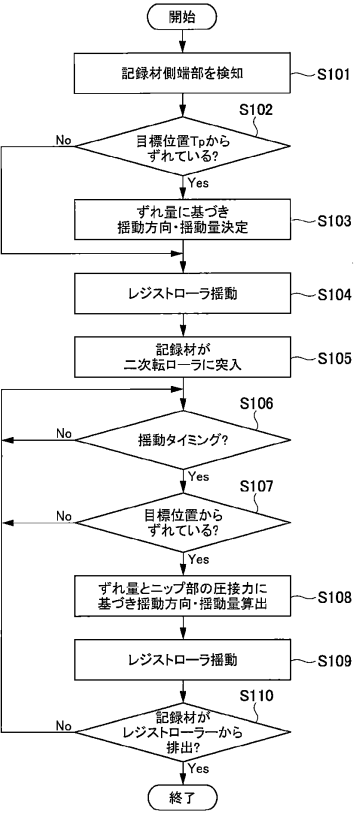 開始
記録材側端部を検知
S101
S102
目標位置Tpから
ずれている?
No
Yes
ずれ量に基づき
揺動方向・揺動量決定
S103
レジストローラ揺動
S104
記録材が
二次転ローラに突入
S105
S106
揺動タイミング?
No
Yes
S107
目標位置から
ずれている?
No
Yes
ずれ量とニップ部の圧接力に
基づき揺動方向・揺動量算出
S108
レジストローラ揺動
S109
S110
記録材が
レジストローラーから
排出?
No
Yes
終了